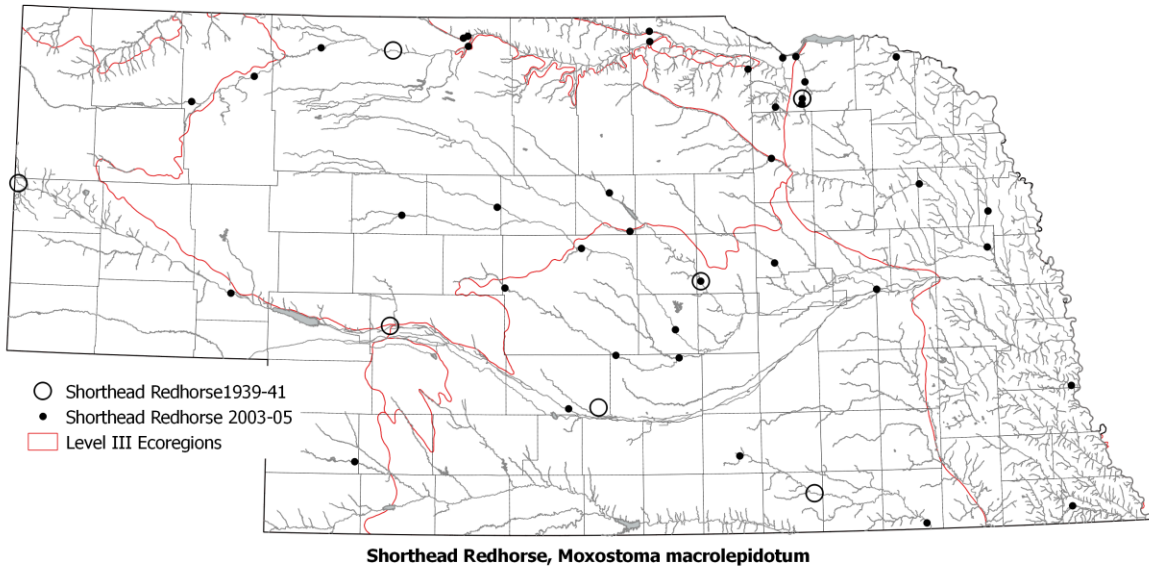 Shorthead Redhorse1939-41
Shorthead Redhorse 2003-05
Level III Ecoregions
Shorthead Redhorse, Moxostoma macrolepidotum